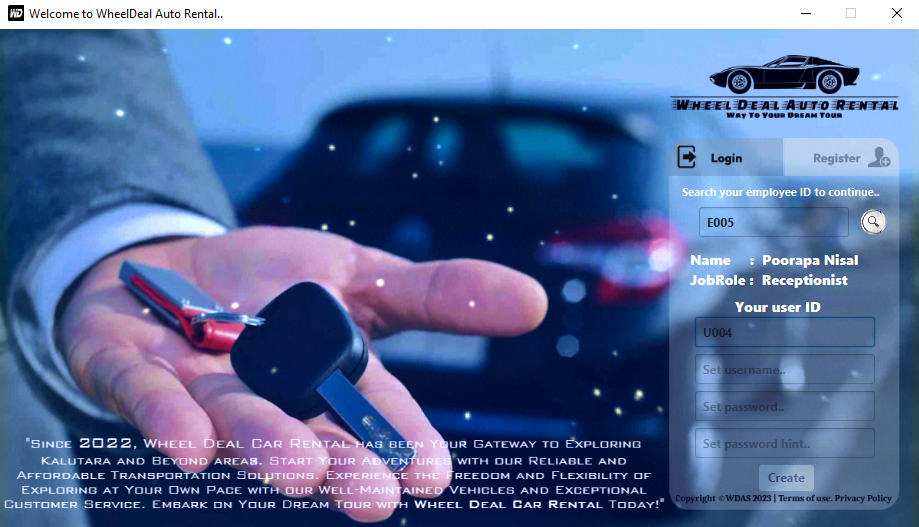 WD Welcome to WheelDeal Auto Rental..
Wheel Deal Auto Rental
Way To Your Dream Tour
Login
Register
Search your employee ID to continue..
E005
Name : Poorapa Nisal
JobRole : Receptionist
Your user ID
U004
Set username..
Set password..
Set password hint..
Create
Copyright ©WDAS 2023 | Terms of use. Privacy Policy
"Since 2022, Wheel Deal Car Rental has been Your Gateway to Exploring
Kalutara and Beyond areas. Start Your Adventures with our Reliable and
Affordable Transportation Solutions. Experience the Freedom and Flexibility of
Exploring at Your Own Pace with our Well-Maintained Vehicles and Exceptional
Customer Service. Embark on Your Dream Tour with Wheel Deal Car Rental Today!"